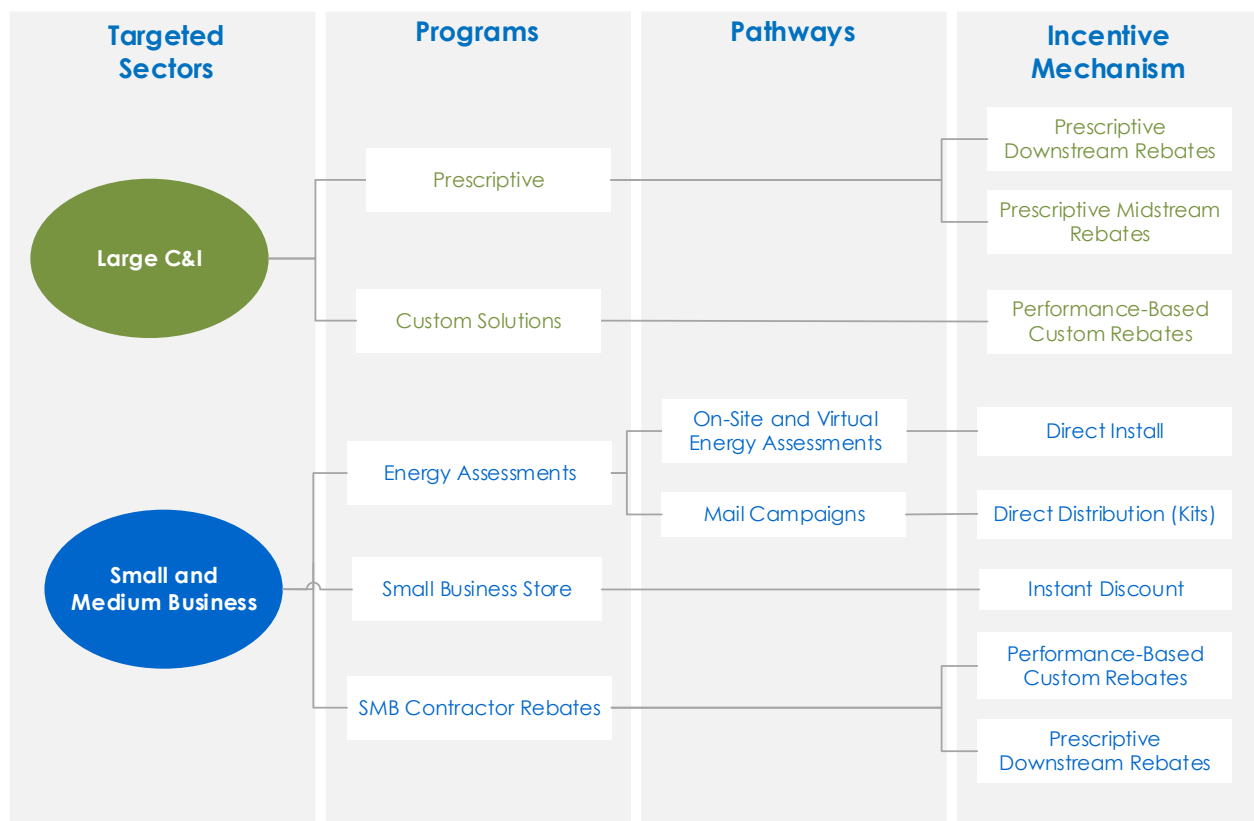 Targeted
Sectors
Programs
Pathways
Incentive
Mechanism
Large C&I
Prescriptive
Prescriptive
Downstream Rebates
Prescriptive Midstream
Rebates
Custom Solutions
Performance-Based
Custom Rebates
Small and
Medium Business
Energy Assessments
On-Site and Virtual
Energy Assessments
Direct Install
Mail Campaigns
Direct Distribution (Kits)
Small Business Store
Instant Discount
SMB Contractor Rebates
Performance-Based
Custom Rebates
Prescriptive
Downstream Rebates